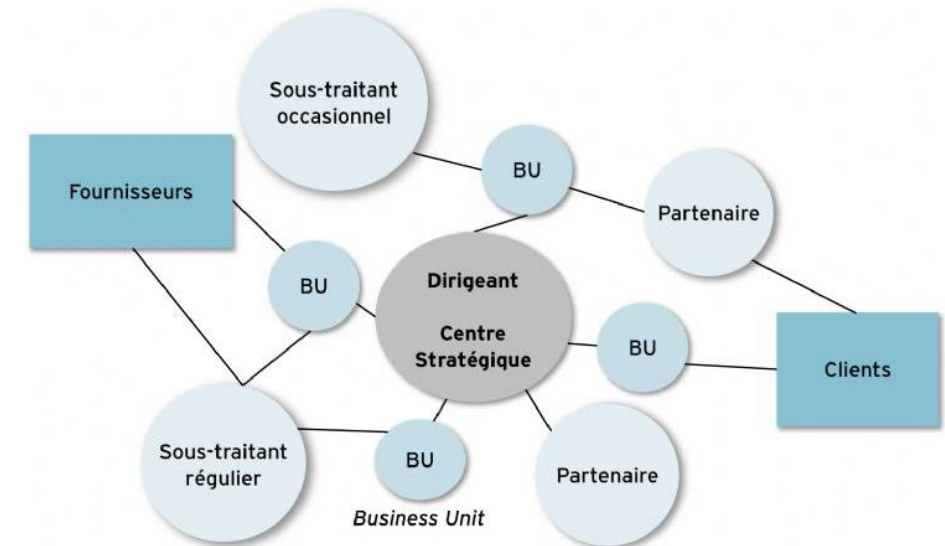 Sous-traitant
occasionnel
Fournisseurs
BU
Partenaire
BU
Dirigeant
Centre
Stratégique
BU
Clients
Sous-traitant
régulier
BU
Business Unit
Partenaire